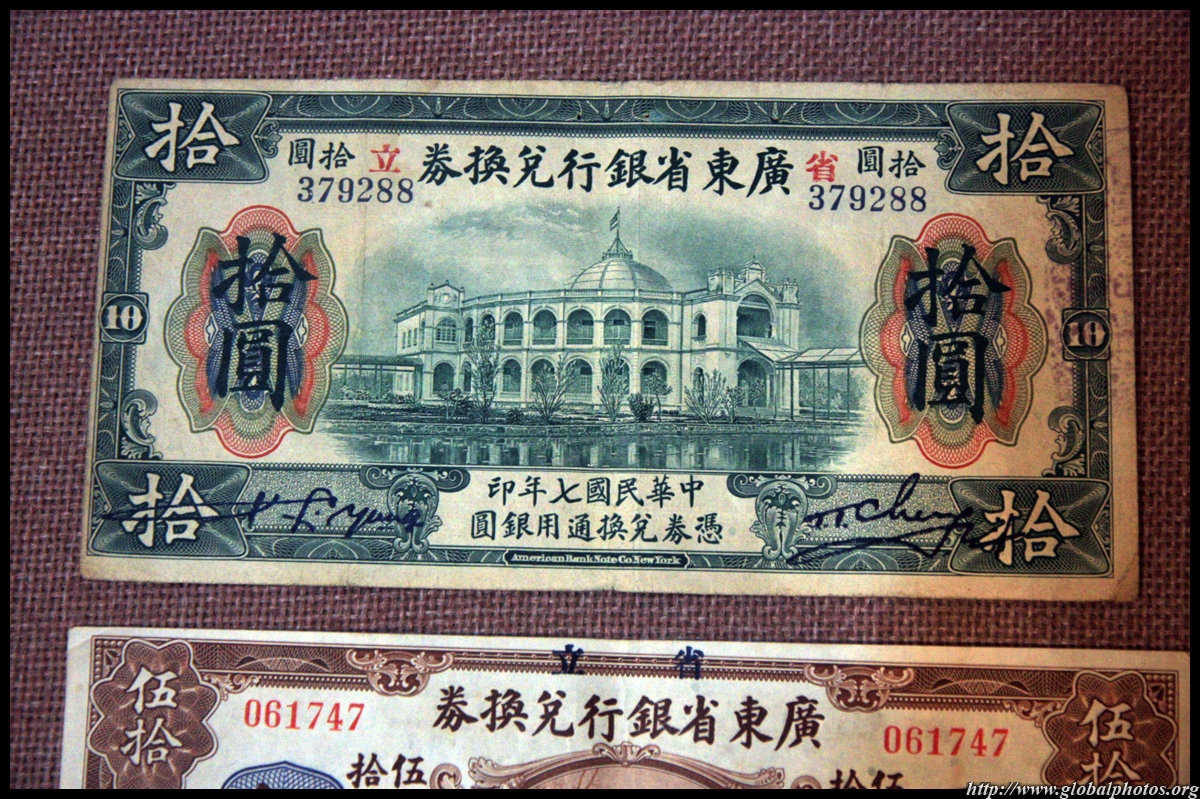 拾
拾
拾圓
省
廣東省銀行兌換券
立
拾圓
379288
379288
拾圓
拾圓
10
10
中華民國七年印
憑券兌換通用銀圓
拾
拾
American Bank Note Co. New York
省立
伍拾
伍拾
廣東省銀行兌換券
061747
061747
伍拾
伍拾
http://www.globalphotos.org